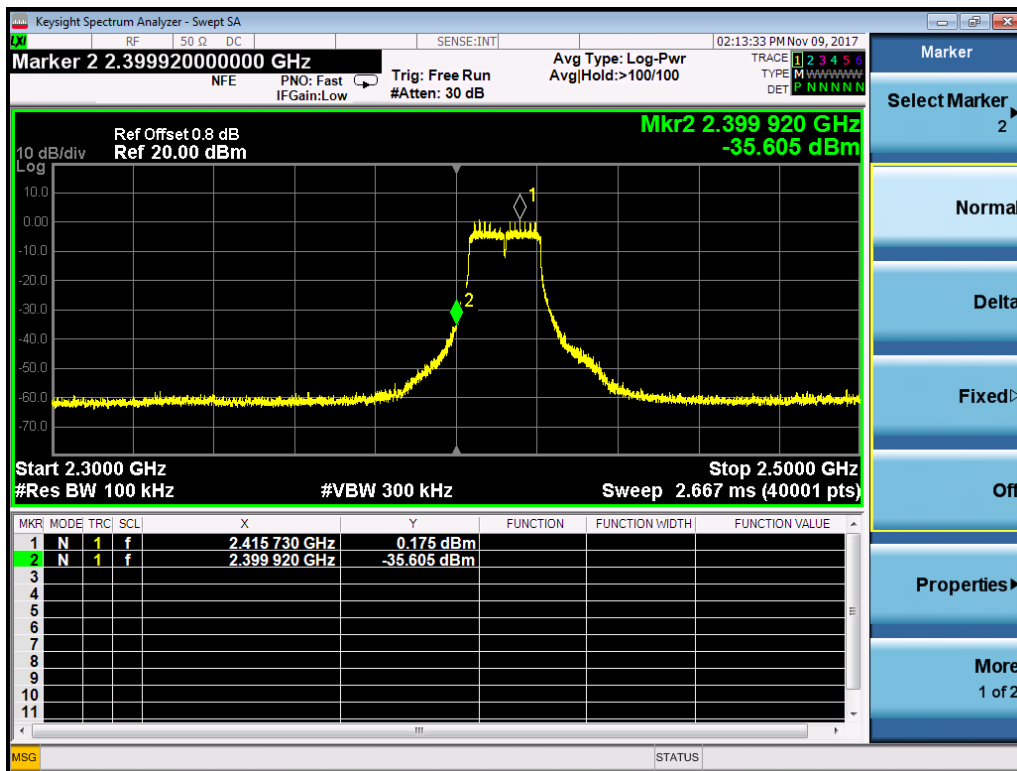 Keysight Spectrum Analyzer - Swept SA
LXI RF 50 Ω DC SENSE:INT 02:13:33 PM Nov 09, 2017
Marker 2 2.399920000000 GHz
NFE
PNO: Fast
IFGain:Low
Trig: Free Run
#Atten: 30 dB
Avg Type: Log-Pwr
Avg|Hold:>100/100
TRACE 1 2 3 4 5 6
TYPE M WWWWW
DET P N N N N N
Mkr2 2.399 920 GHz
-35.605 dBm
Ref Offset 0.8 dB
Ref 20.00 dBm
10 dB/div
Log
10.0
0.00
-10.0
-20.0
-30.0
-40.0
-50.0
-60.0
-70.0
1
2
Start 2.3000 GHz Stop 2.5000 GHz
#Res BW 100 kHz #VBW 300 kHz Sweep 2.667 ms (40001 pts)
MKR MODE TRC SCL X Y FUNCTION FUNCTION WIDTH FUNCTION VALUE
1 N 1 f 2.415 730 GHz 0.175 dBm
2 N 1 f 2.399 920 GHz -35.605 dBm
3
4
5
6
7
8
9
10
11
MSG STATUS
Marker
Select Marker
2
Normal
Delta
Fixed
Off
Properties
More
1 of 2